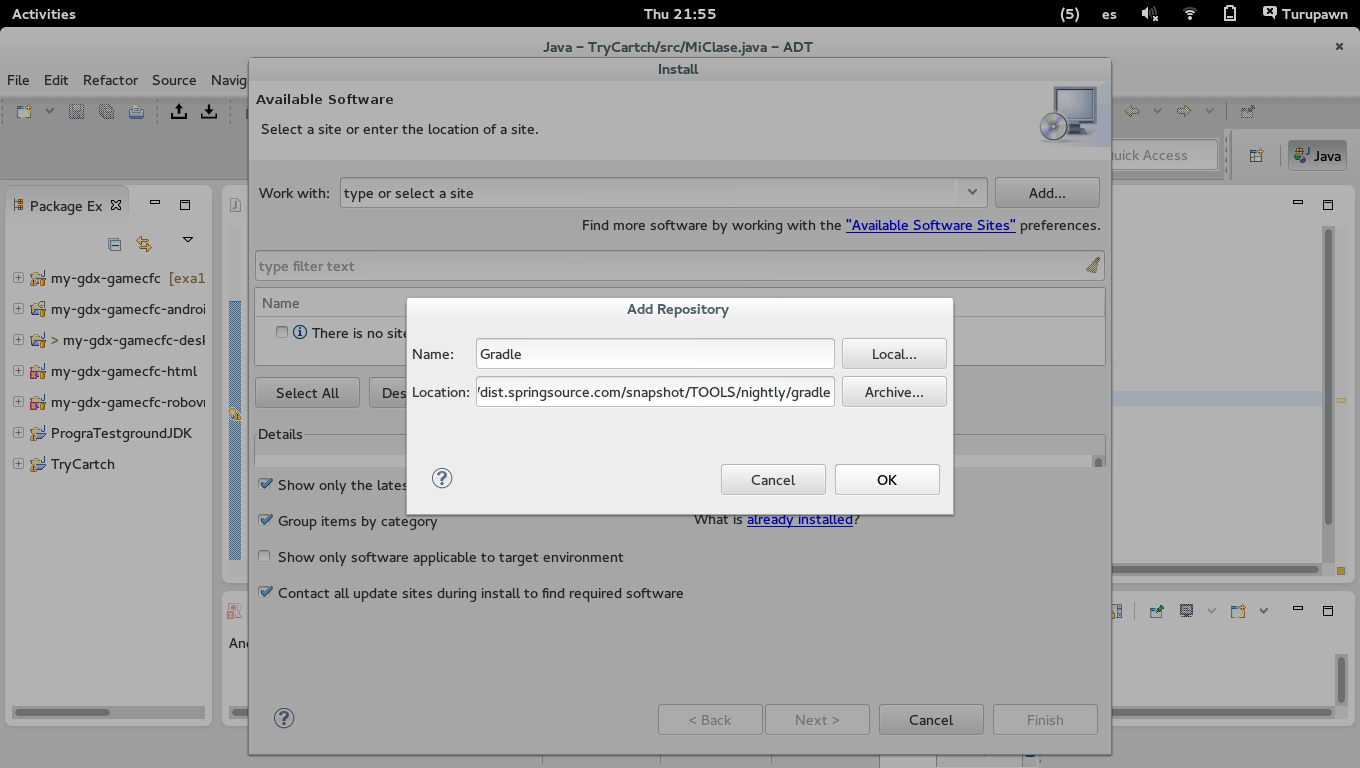 Activities
Thu 21:55
(5) es Turupawn
Java – TryCartch/src/MiClase.java – ADT
Install
File Edit Refactor Source Navig
Available Software
Select a site or enter the location of a site.
uick Access
Java
Work with: type or select a site Add...
Package Ex
Find more software by working with the "Available Software Sites" preferences.
type filter text
my-gdx-gamecfc [exa1
Name
my-gdx-gamecfc-androi
Add Repository
There is no site
> my-gdx-gamecfc-desk
Name: Gradle Local...
my-gdx-gamecfc-html
Select All Des
Location: /dist.springsource.com/snapshot/TOOLS/nightly/gradle Archive...
my-gdx-gamecfc-robovm
PrograTestgroundJDK
Details
TryCartch
Cancel OK
Show only the lates
Group items by category
What is already installed?
Show only software applicable to target environment
Contact all update sites during install to find required software
An
< Back Next > Cancel Finish